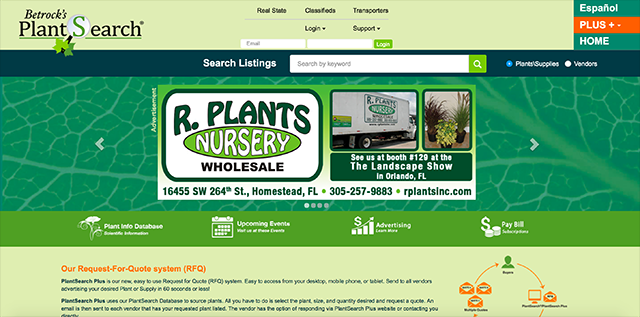 Betrock's
PlantSearch®
Real State Classifieds Transporters
Login Support
Email Login
Español
PLUS + -
HOME
Search Listings Search by keyword Plants\Supplies Vendors
Advertisement
R. PLANTS
NURSERY
WHOLESALE
See us at booth #129 at the
The Landscape Show
in Orlando, FL
16455 SW 264th St., Homestead, FL • 305-257-9883 • rplantsinc.com
Plant Info Database
Scientific Information
Upcoming Events
Visit us at these Events
Advertising
Learn More
Pay Bill
Subscriptions
Our Request-For-Quote system (RFQ)
PlantSearch Plus is our new, easy to use Request for Quote (RFQ) system. Easy to access from your desktop, mobile phone, or tablet. Send to all vendors
advertising your desired Plant or Supply in 60 seconds or less!
PlantSearch Plus uses our PlantSearch Database to source plants. All you have to do is select the plant, size, and quantity desired and request a quote. An
email is then sent to each vendor that has your requested plant listed. The vendor has the option of responding via PlantSearch Plus website or contacting you
directly.
Buyers
Multiple Quotes
PlantSearch/PlantSearch Plus